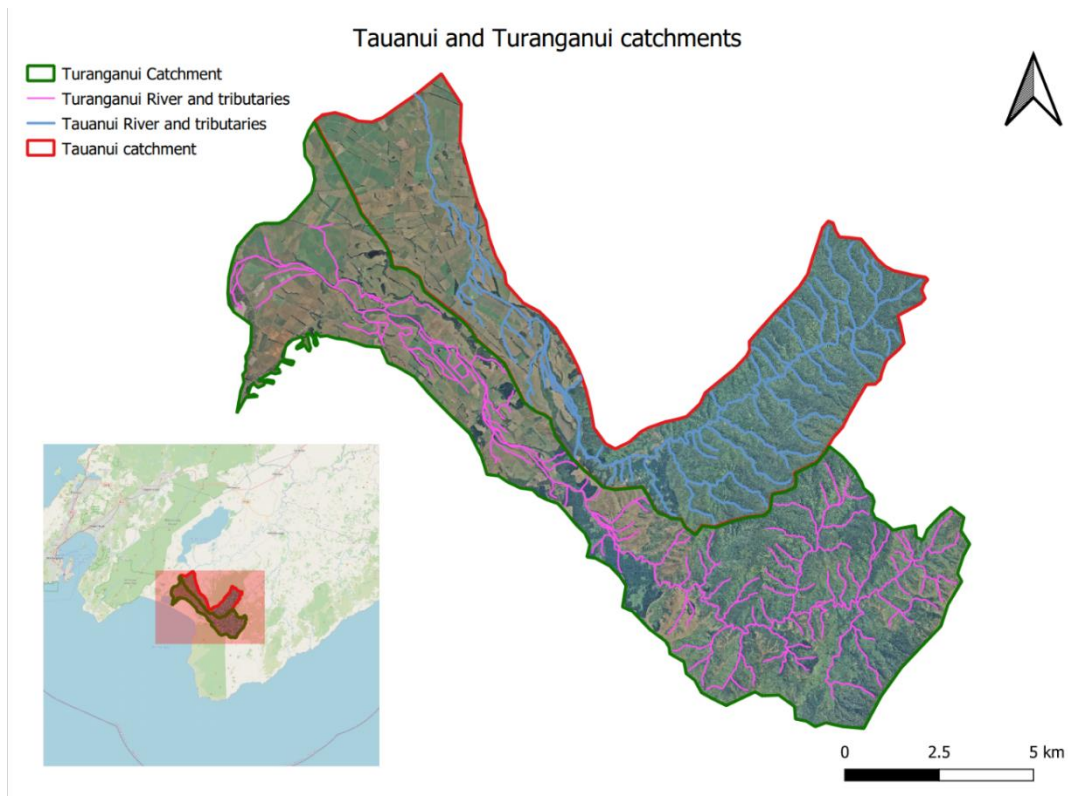 Tauanui and Turanganui catchments
Turanganui Catchment
Turanganui River and tributaries
Tauanui River and tributaries
Tauanui catchment
0 2.5 5 km